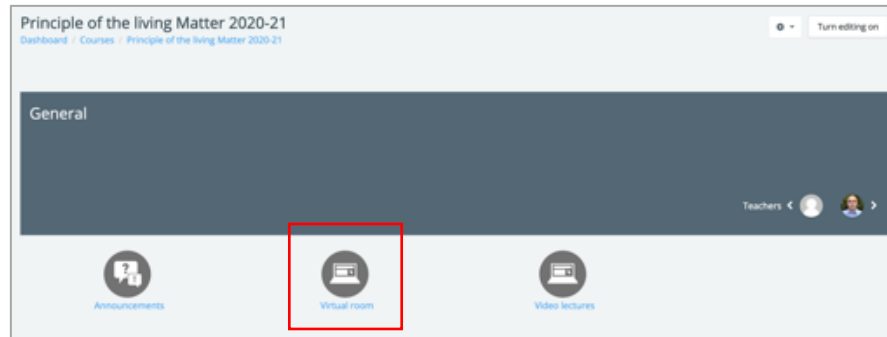 Principle of the living Matter 2020-21
Dashboard / Courses / Principle of the living Matter 2020-21
Turn editing on
General
Teachers
Announcements
Virtual room
Video lectures